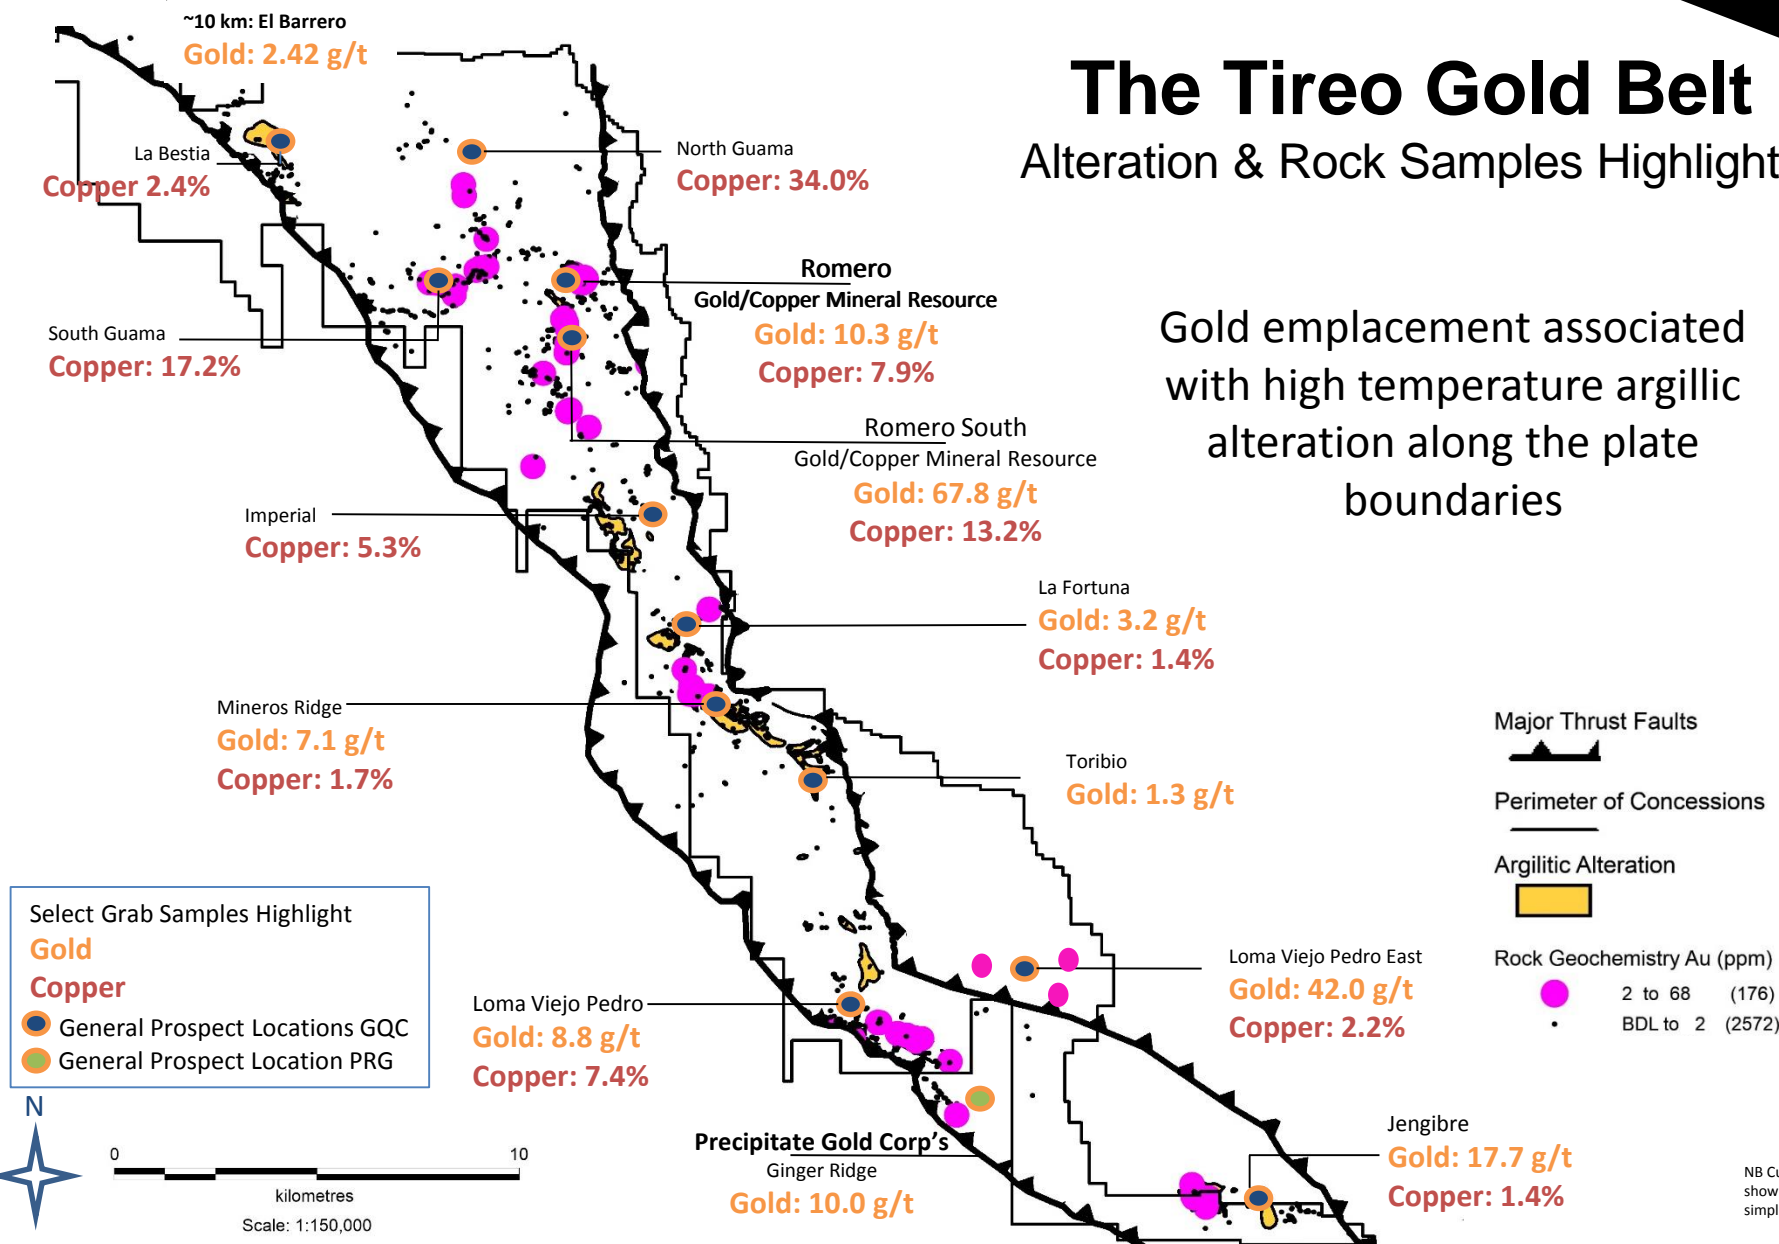 ~10 km: El Barrero
Gold: 2.42 g/t
The Tireo Gold Belt
Alteration & Rock Samples Highlight
La Bestia
Copper 2.4%
North Guama
Copper: 34.0%
Romero
Gold/Copper Mineral Resource
Gold: 10.3 g/t
Copper: 7.9%
Gold emplacement associated
with high temperature argillic
alteration along the plate
boundaries
South Guama
Copper: 17.2%
Romero South
Gold/Copper Mineral Resource
Gold: 67.8 g/t
Copper: 13.2%
Imperial
Copper: 5.3%
La Fortuna
Gold: 3.2 g/t
Copper: 1.4%
Mineros Ridge
Gold: 7.1 g/t
Copper: 1.7%
Toribio
Gold: 1.3 g/t
Major Thrust Faults
Perimeter of Concessions
Argilitic Alteration
Rock Geochemistry Au (ppm)
2 to 68 (176)
BDL to 2 (2572)
Select Grab Samples Highlight
Gold
Copper
General Prospect Locations GQC
General Prospect Location PRG
Loma Viejo Pedro
Gold: 8.8 g/t
Copper: 7.4%
Loma Viejo Pedro East
Gold: 42.0 g/t
Copper: 2.2%
N
0 10
kilometres
Scale: 1:150,000
Precipitate Gold Corp's
Ginger Ridge
Gold: 10.0 g/t
Jengibre
Gold: 17.7 g/t
Copper: 1.4%
NB Cu
show
simpl